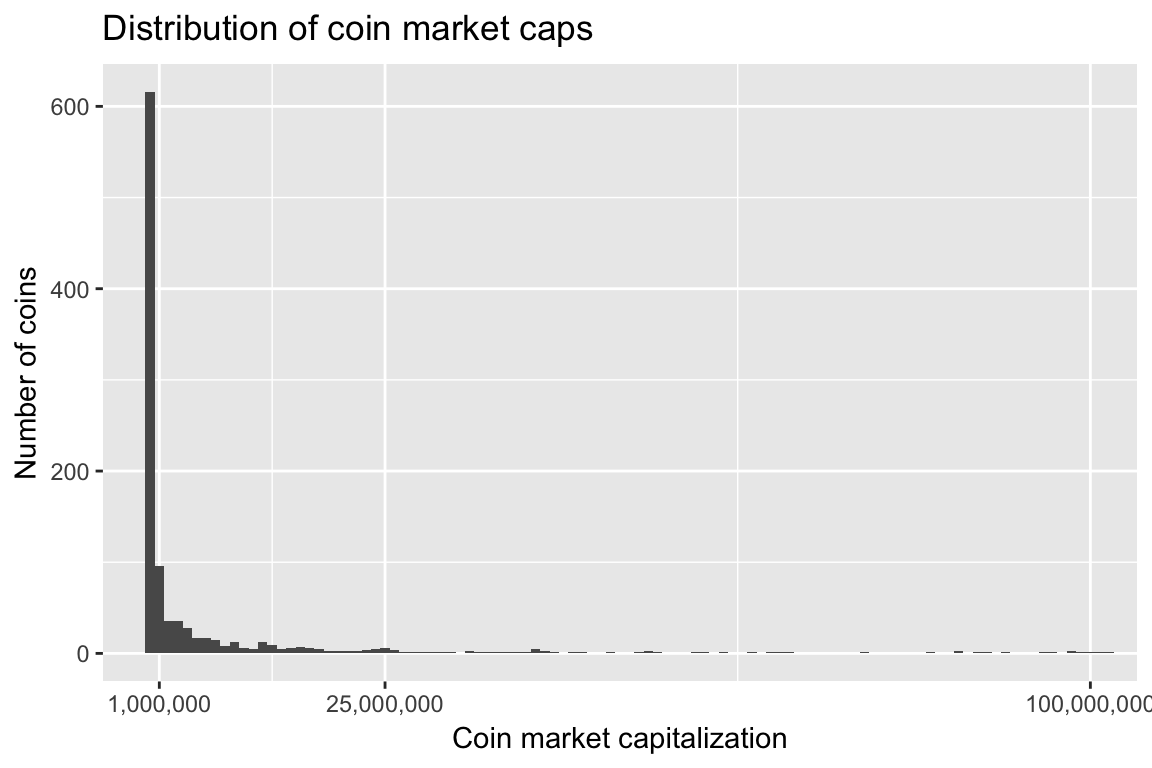 Distribution of coin market caps
Number of coins
600
400
200
0
1,000,000 25,000,000 100,000,000
Coin market capitalization